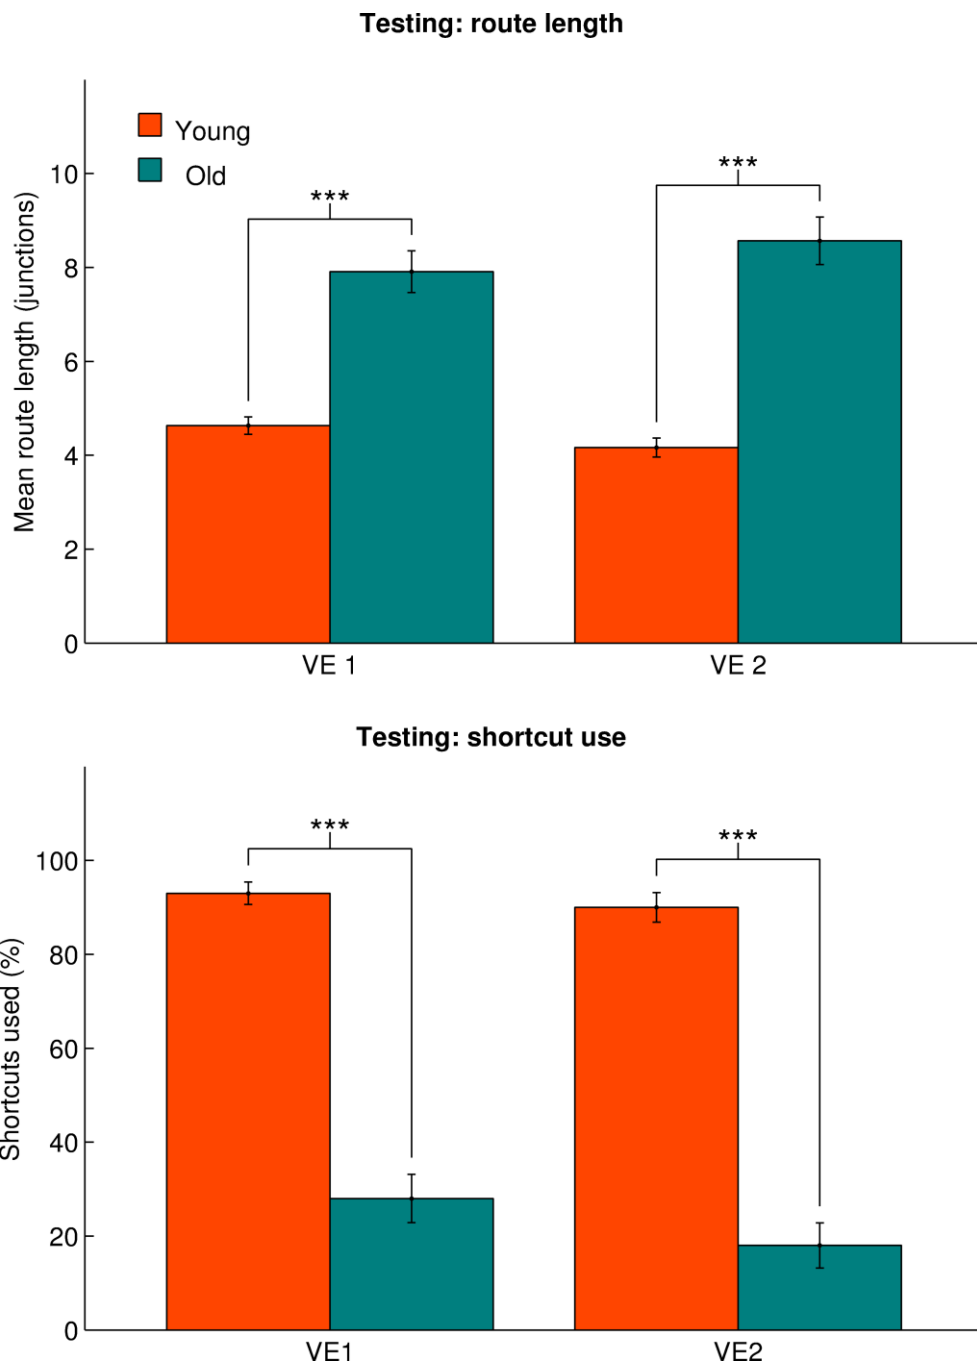 Testing: route length
Young
Old
***
***
10
8
6
4
2
0
Mean route length (junctions)
VE 1
VE 2
Testing: shortcut use
***
***
100
80
60
40
20
0
Shortcuts used (%)
VE1
VE2